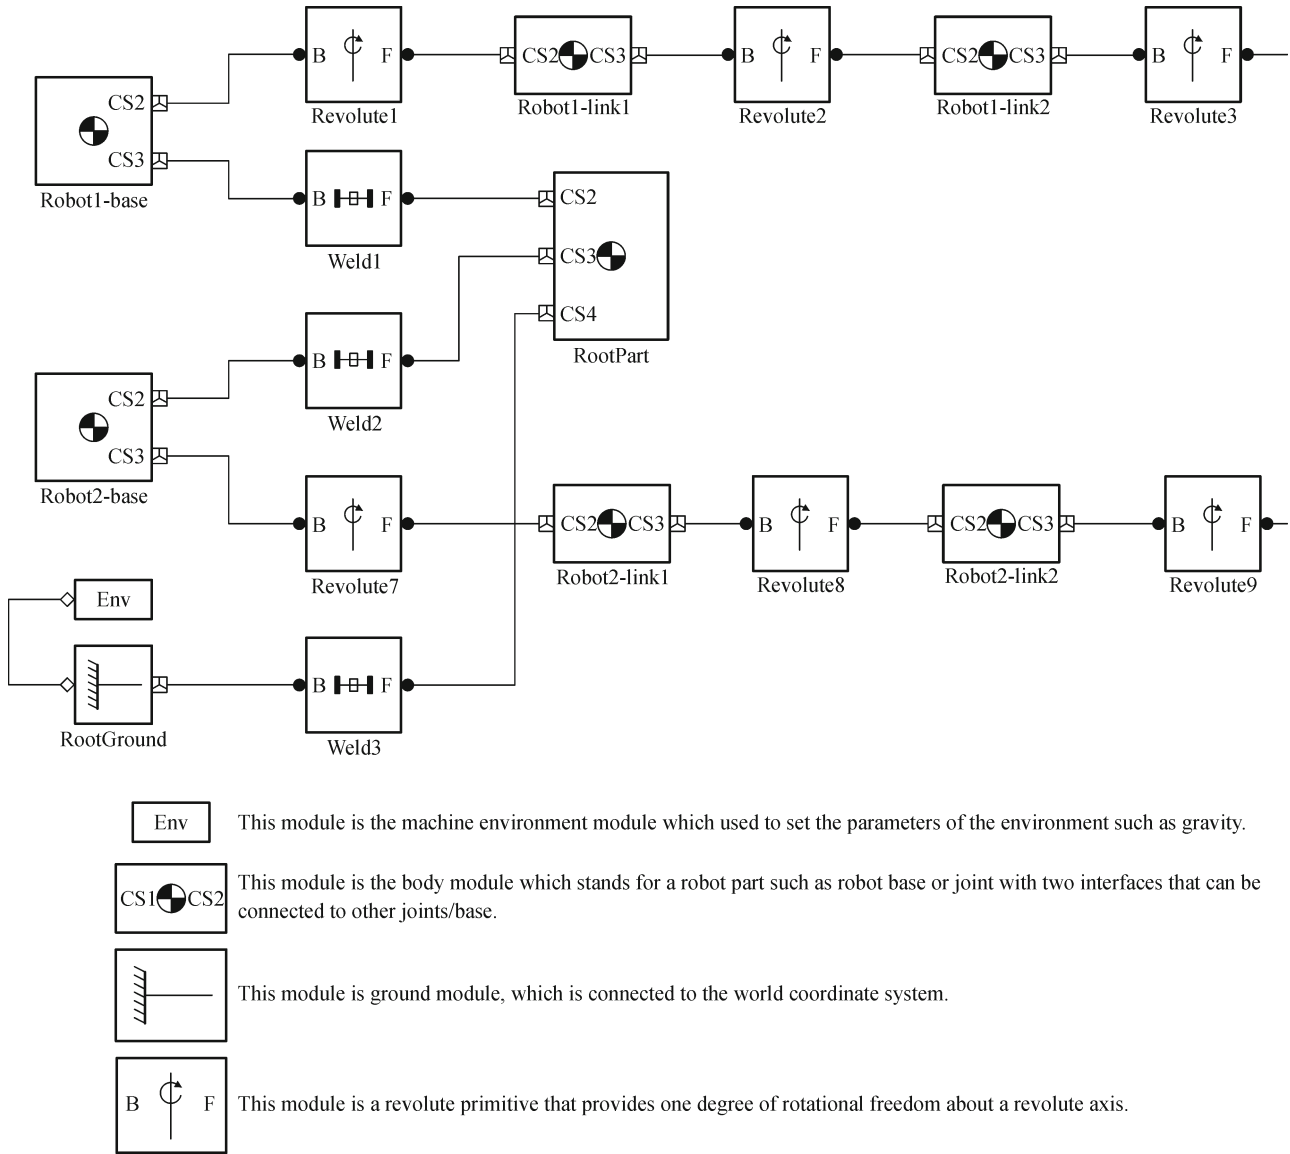 B F CS2 CS3 B F CS2 CS3 B F
Revolute1 Robot1-link1 Revolute2 Robot1-link2 Revolute3
CS2
CS3
Robot1-base
B F
Weld1
CS2
CS3
CS4
RootPart
B F
Weld2
CS2
CS3
Robot2-base
B F CS2 CS3 B F CS2 CS3 B F
Revolute7 Robot2-link1 Revolute8 Robot2-link2 Revolute9
Env
RootGround
B F
Weld3
Env This module is the machine environment module which used to set the parameters of the environment such as gravity.
CS1 CS2 This module is the body module which stands for a robot part such as robot base or joint with two interfaces that can be
connected to other joints/base.
This module is ground module, which is connected to the world coordinate system.
B F This module is a revolute primitive that provides one degree of rotational freedom about a revolute axis.